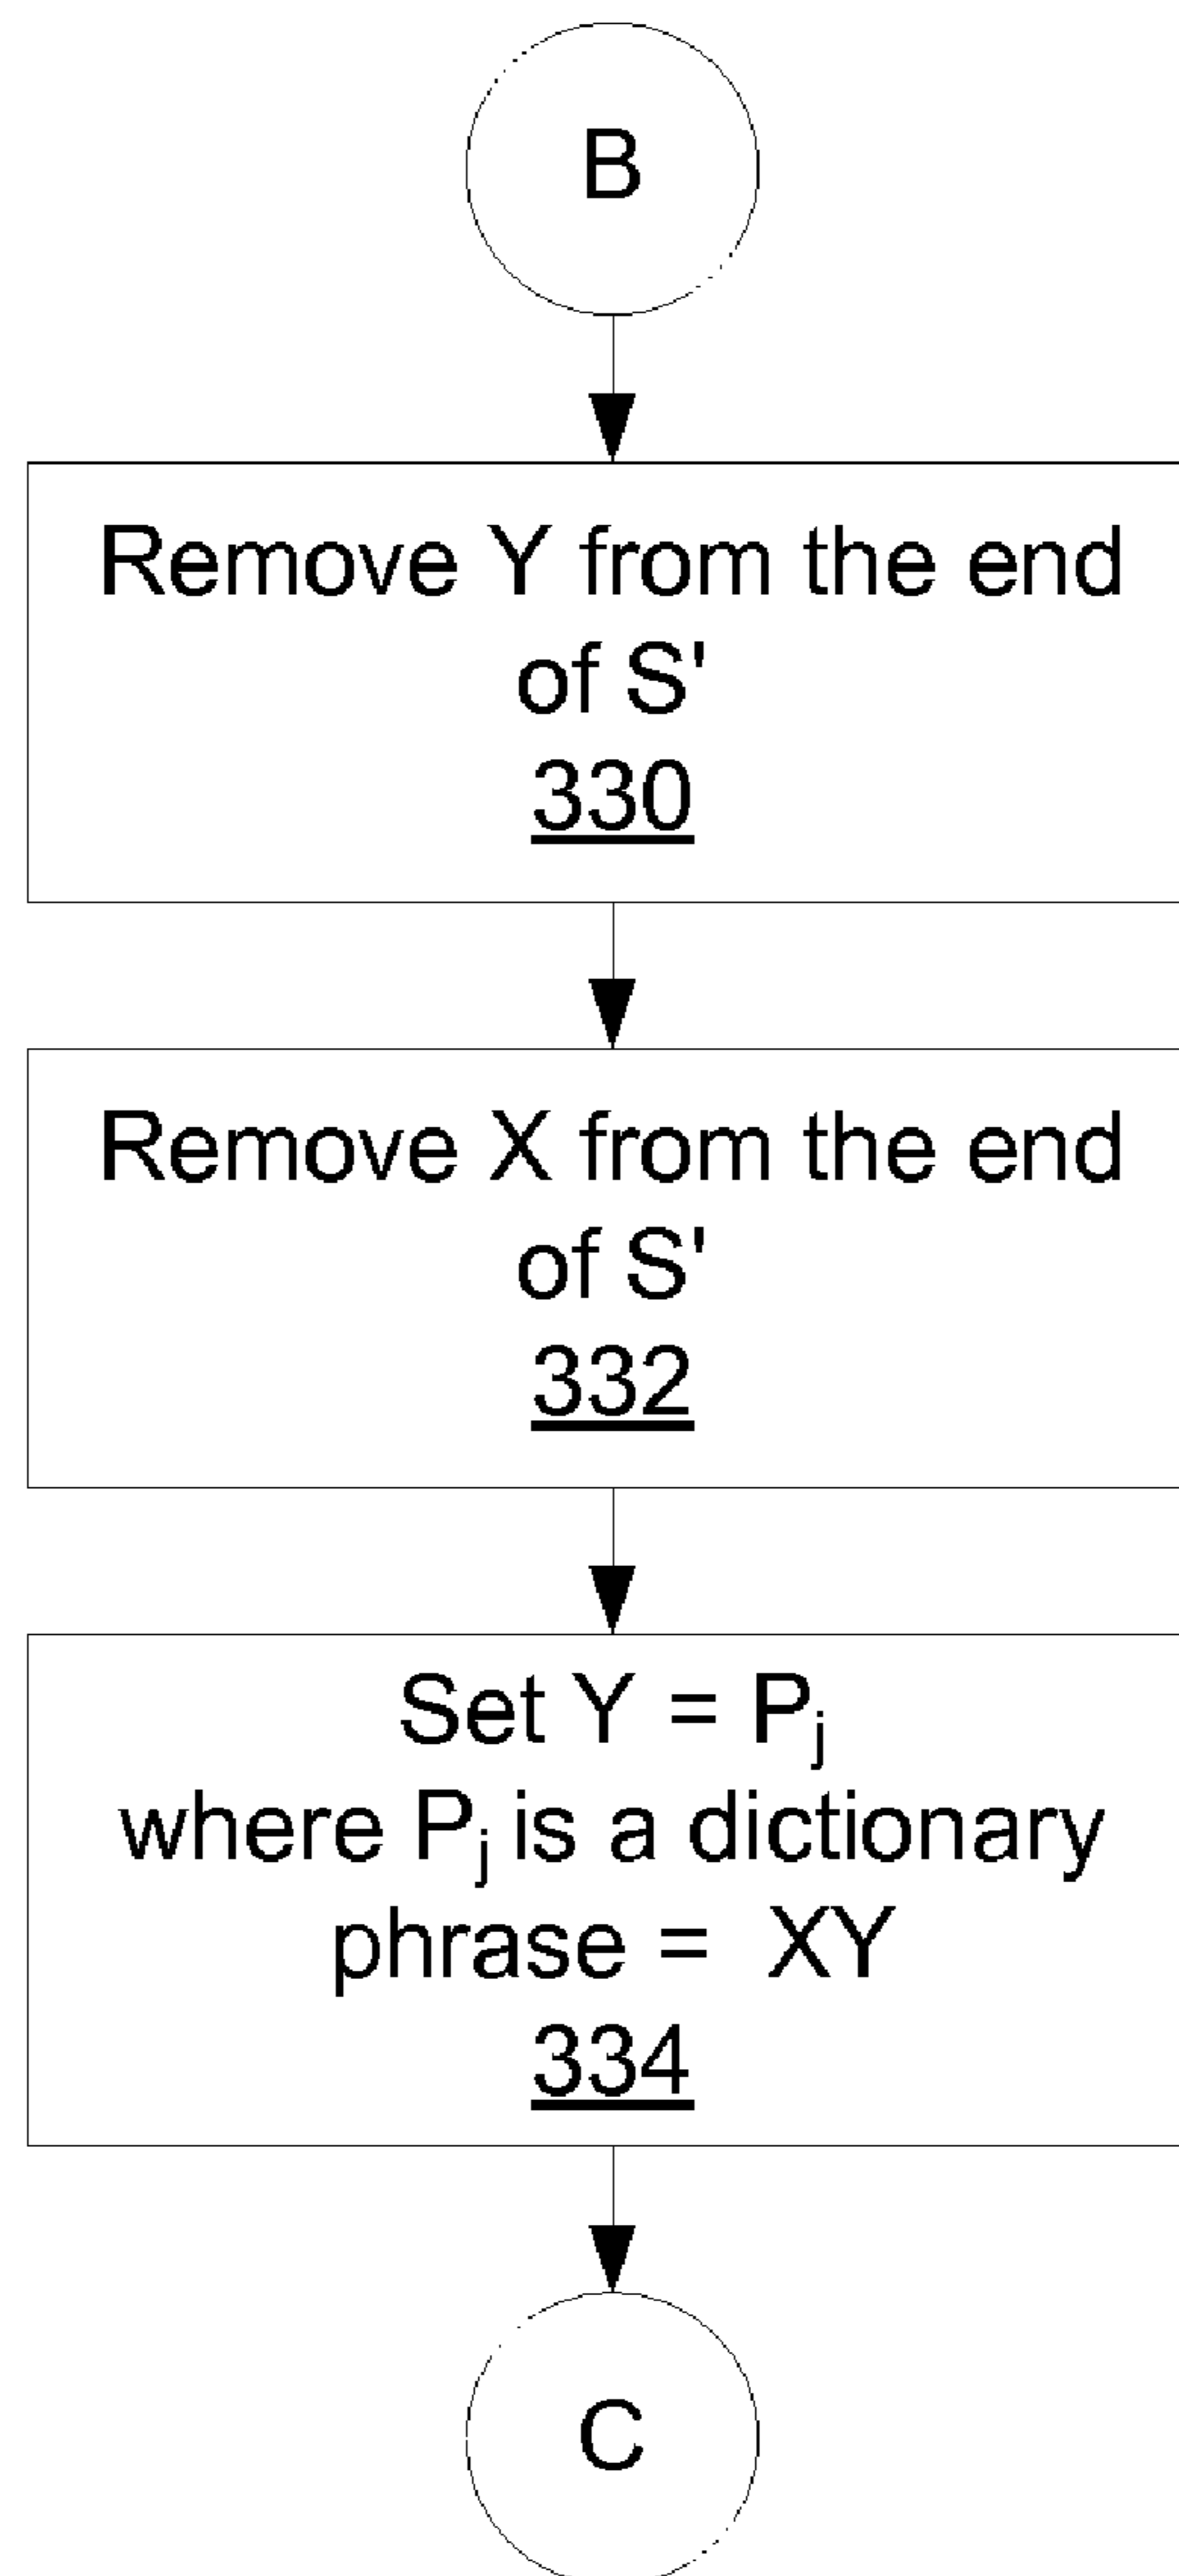 B
Remove Y from the end
of S'
330
Remove X from the end
of S'
332
Set Y = Pj
where Pj is a dictionary
phrase = XY
334
C